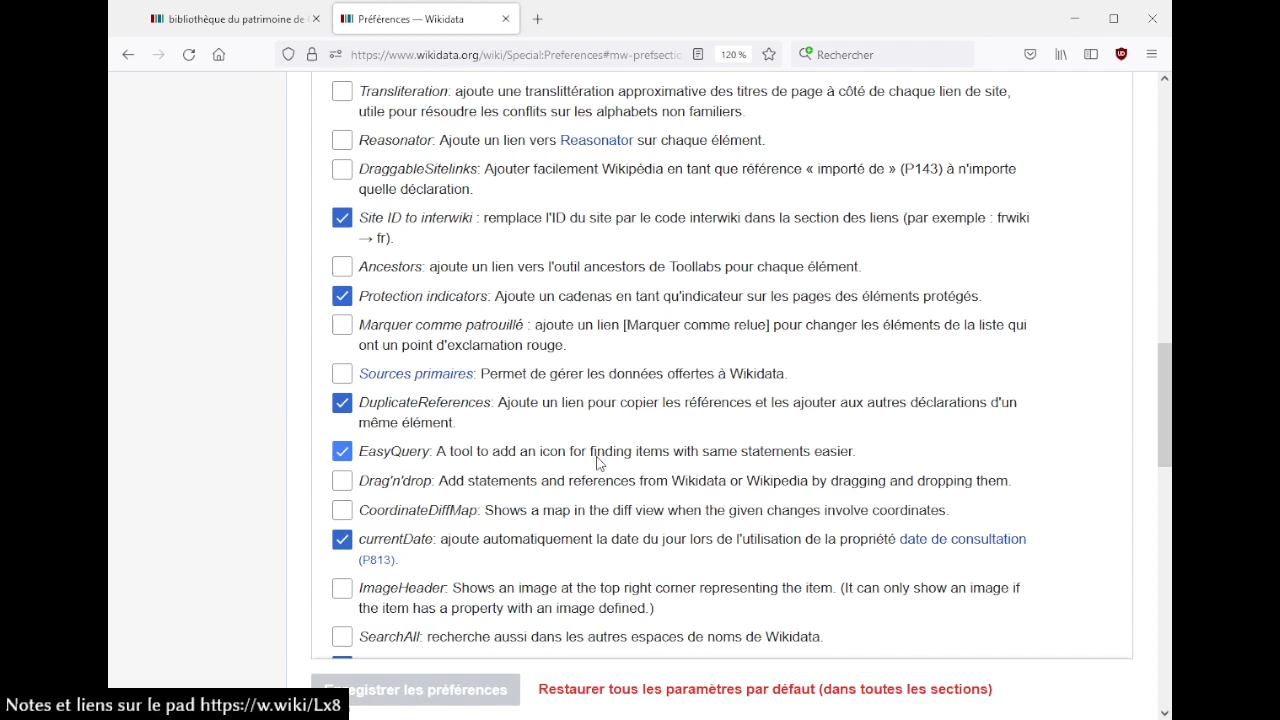 bibliothèque du patrimoine de
Préférences — Wikidata
https://www.wikidata.org/wiki/Special:Preferences#mw-prefsectio
120 %
Rechercher
Transliteration: ajoute une translittération approximative des titres de page à côté de chaque lien de site,
utile pour résoudre les conflits sur les alphabets non familiers.
Reasonator: Ajoute un lien vers Reasonator sur chaque élément.
DraggableSitelinks: Ajouter facilement Wikipédia en tant que référence « importé de » (P143) à n'importe
quelle déclaration.
Site ID to interwiki : remplace l'ID du site par le code interwiki dans la section des liens (par exemple : frwiki
→ fr).
Ancestors: ajoute un lien vers l'outil ancestors de Toollabs pour chaque élément.
Protection indicators: Ajoute un cadenas en tant qu'indicateur sur les pages des éléments protégés.
Marquer comme patrouillé : ajoute un lien [Marquer comme relue] pour changer les éléments de la liste qui
ont un point d'exclamation rouge.
Sources primaires: Permet de gérer les données offertes à Wikidata.
DuplicateReferences: Ajoute un lien pour copier les références et les ajouter aux autres déclarations d'un
même élément.
EasyQuery: A tool to add an icon for finding items with same statements easier.
Drag'n'drop: Add statements and references from Wikidata or Wikipedia by dragging and dropping them.
CoordinateDiffMap: Shows a map in the diff view when the given changes involve coordinates.
currentDate: ajoute automatiquement la date du jour lors de l'utilisation de la propriété date de consultation
(P813).
ImageHeader: Shows an image at the top right corner representing the item. (It can only show an image if
the item has a property with an image defined.)
SearchAll: recherche aussi dans les autres espaces de noms de Wikidata.
Enregistrer les préférences
Restaurer tous les paramètres par défaut (dans toutes les sections)
Notes et liens sur le pad https://w.wiki/Lx8